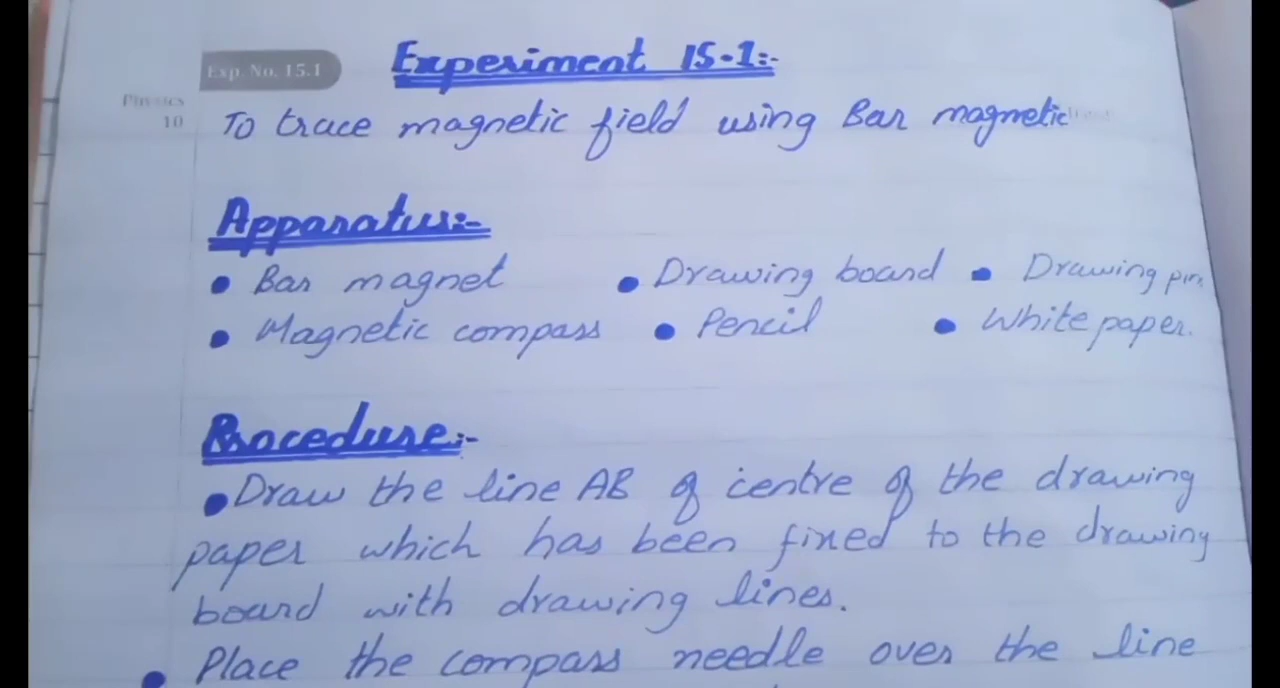 Exp. No. 15.1
Experiment 15.1:-
Physics
10
To trace magnetic field using Bar magnetic
Apparatus:-
• Bar magnet • Drawing board • Drawing pin
• Magnetic compass • Pencil • White paper.
Procedure:-
• Draw the line AB of centre of the drawing
paper which has been fixed to the drawing
board with drawing lines.
• Place the compass needle over the line